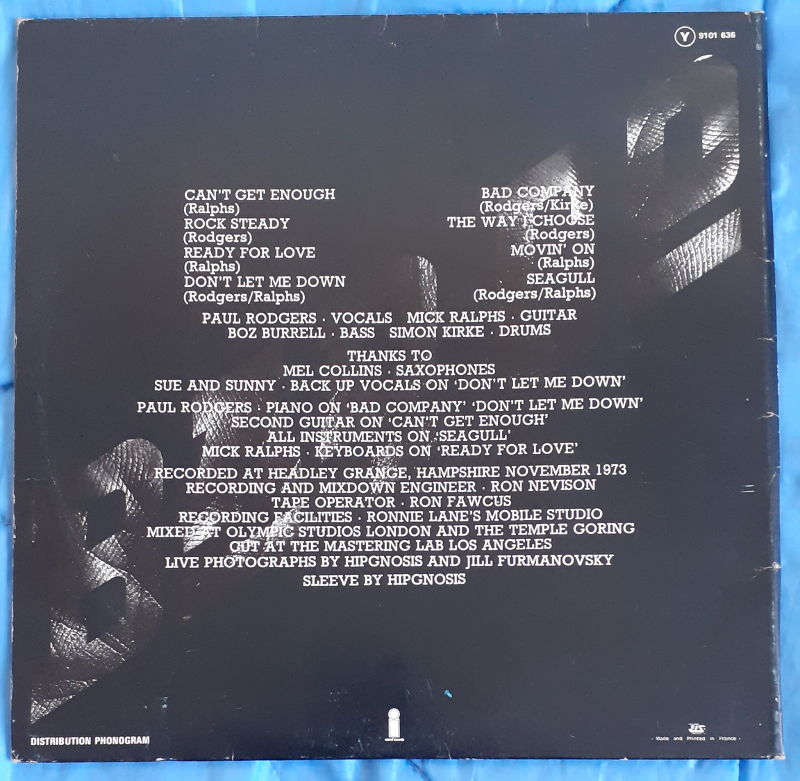 Y 9101 636
CAN'T GET ENOUGH
(Ralphs)
ROCK STEADY
(Rodgers)
READY FOR LOVE
(Ralphs)
DON'T LET ME DOWN
(Rodgers/Ralphs)
BAD COMPANY
(Rodgers/Kirke)
THE WAY I CHOOSE
(Rodgers)
MOVIN' ON
(Ralphs)
SEAGULL
(Rodgers/Ralphs)
PAUL RODGERS · VOCALS MICK RALPHS · GUITAR
BOZ BURRELL · BASS SIMON KIRKE · DRUMS
THANKS TO
MEL COLLINS · SAXOPHONES
SUE AND SUNNY · BACK UP VOCALS ON 'DON'T LET ME DOWN'
PAUL RODGERS · PIANO ON 'BAD COMPANY' 'DON'T LET ME DOWN'
SECOND GUITAR ON 'CAN'T GET ENOUGH'
ALL INSTRUMENTS ON 'SEAGULL'
MICK RALPHS · KEYBOARDS ON 'READY FOR LOVE'
RECORDED AT HEADLEY GRANGE, HAMPSHIRE NOVEMBER 1973
RECORDING AND MIXDOWN ENGINEER · RON NEVISON
TAPE OPERATOR · RON FAWCUS
RECORDING FACILITIES · RONNIE LANE'S MOBILE STUDIO
MIXED AT OLYMPIC STUDIOS LONDON AND THE TEMPLE GORING
CUT AT THE MASTERING LAB LOS ANGELES
LIVE PHOTOGRAPHS BY HIPGNOSIS AND JILL FURMANOVSKY
SLEEVE BY HIPGNOSIS
DISTRIBUTION PHONOGRAM
· Made and Printed in France ·